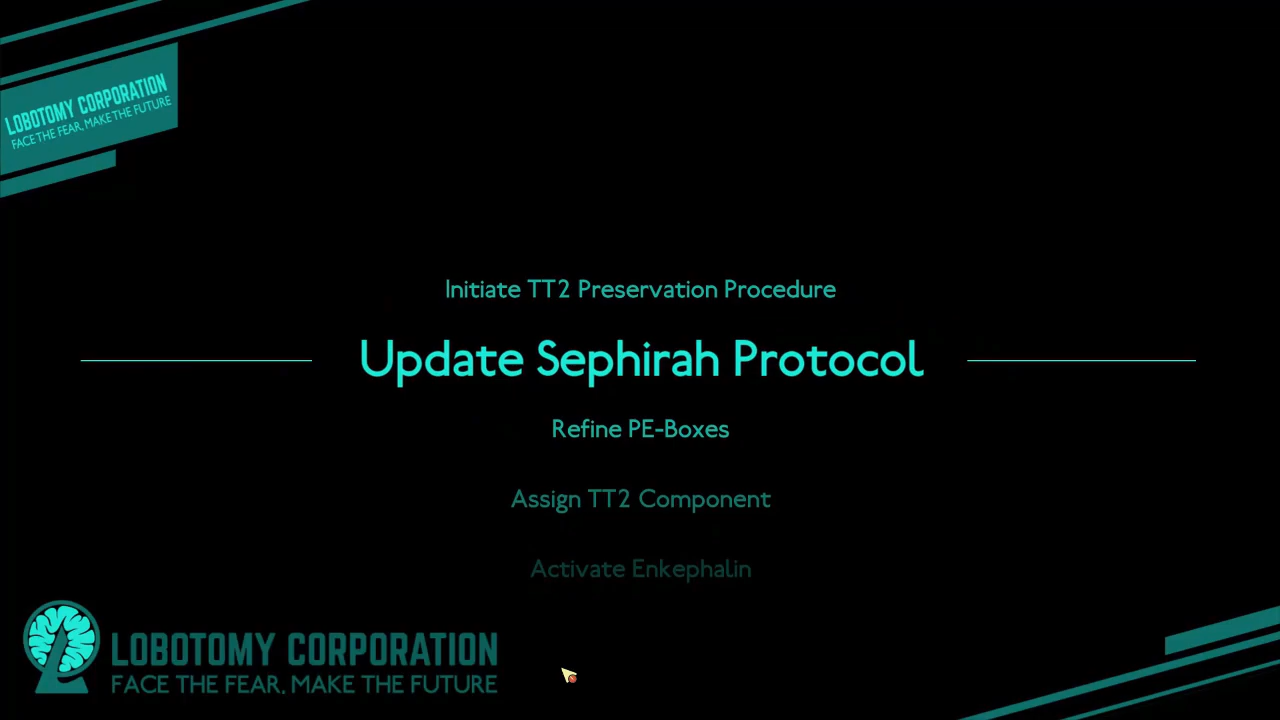 LOBOTOMY CORPORATION
FACE THE FEAR, MAKE THE FUTURE
Initiate TT2 Preservation Procedure
Update Sephirah Protocol
Refine PE-Boxes
Assign TT2 Component
Activate Enkephalin
LOBOTOMY CORPORATION
FACE THE FEAR, MAKE THE FUTURE